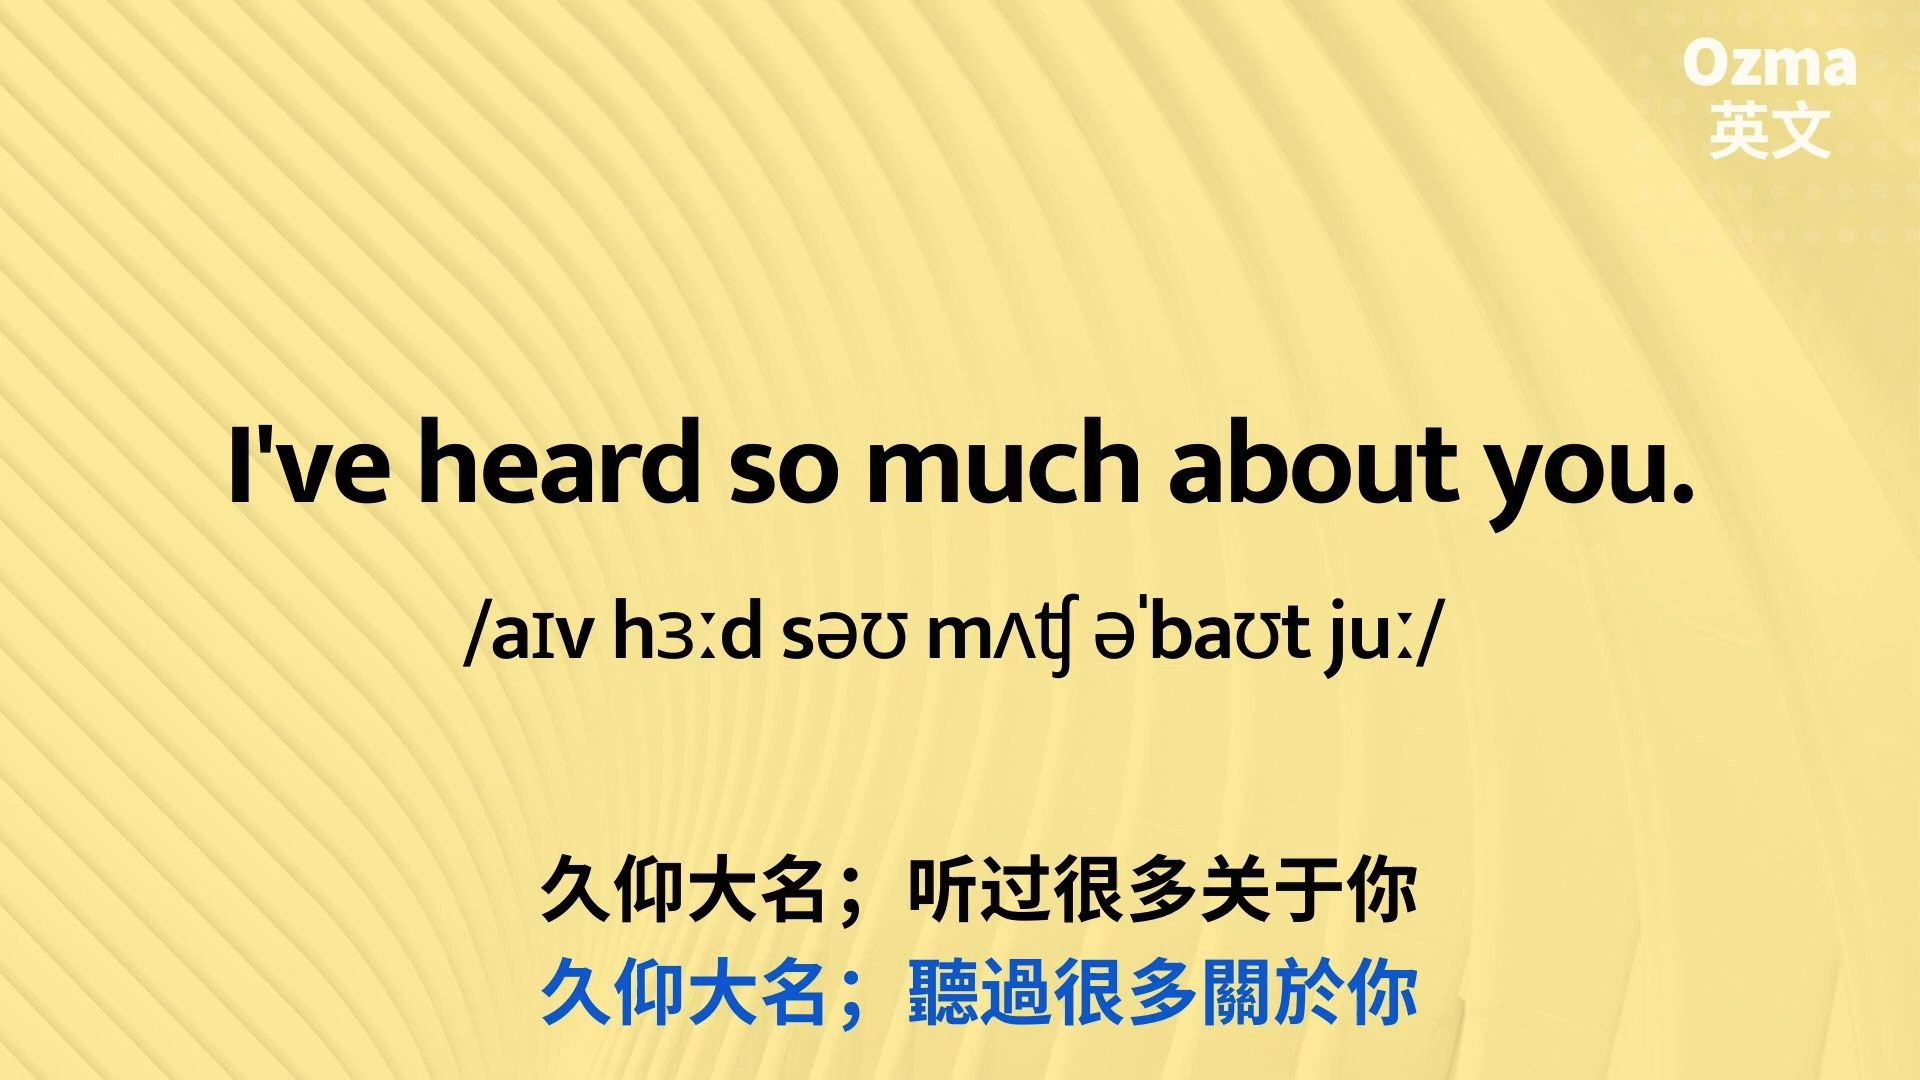 Ozma
英文
I've heard so much about you.
/aɪv hɜːd səʊ mʌʧ əˈbaʊt juː/
久仰大名；听过很多关于你
久仰大名；聽過很多關於你